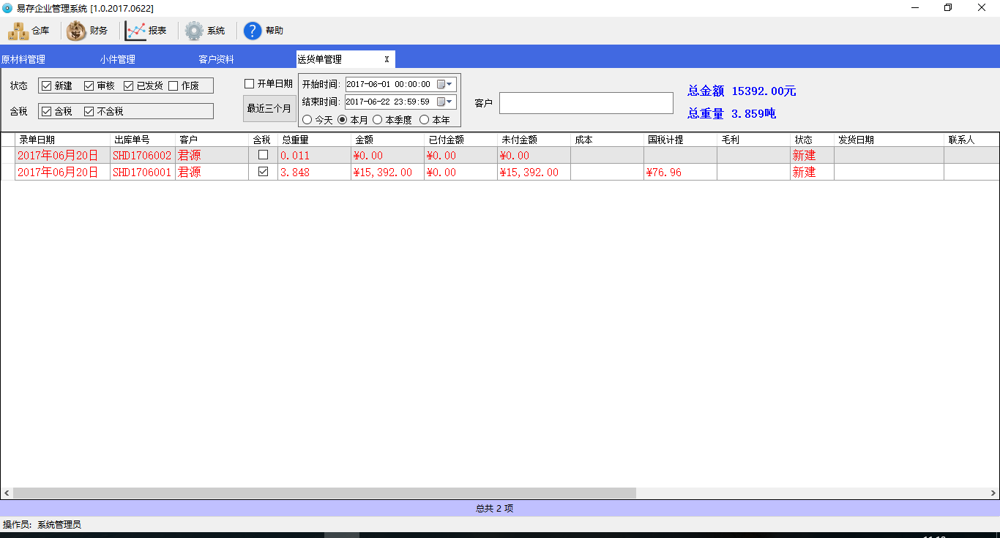 易存企业管理系统 [1.0.2017.0622]
仓库 财务 报表 系统 ? 帮助
原材料管理 小件管理 客户资料 送货单管理 X
状态 新建 审核 已发货 作废
含税 含税 不含税
开单日期
最近三个月
开始时间: 2017-06-01 00:00:00
结束时间: 2017-06-22 23:59:59
今天 本月 本季度 本年
客户
总金额 15392.00元
总重量 3.859吨
录单日期 出库单号 客户 含税 总重量 金额 已付金额 未付金额 成本 国税计提 毛利 状态 发货日期 联系人
2017年06月20日 SHD1706002 君源 0.011 ¥0.00 ¥0.00 ¥0.00 新建
2017年06月20日 SHD1706001 君源 3.848 ¥15,392.00 ¥0.00 ¥15,392.00 ¥76.96 新建
总共 2 项
操作员: 系统管理员